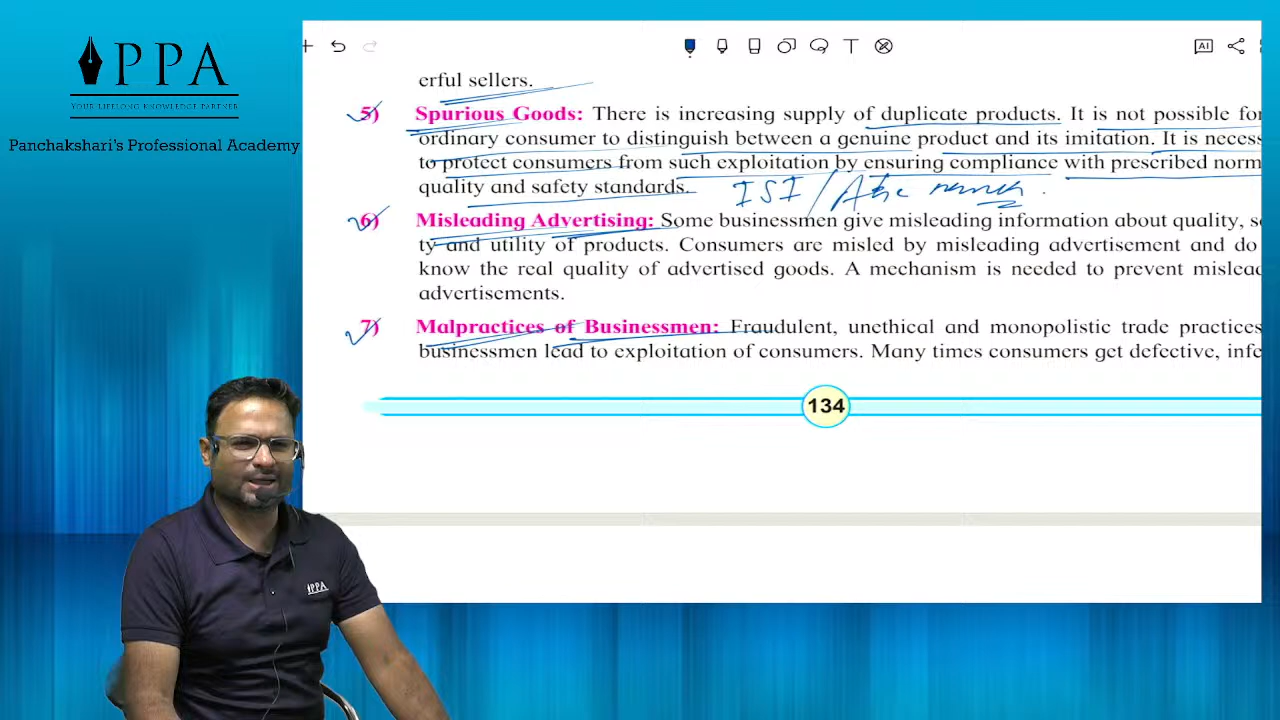 PPA
YOUR LIFELONG KNOWLEDGE PARTNER
Panchakshari's Professional Academy
AI
T
erful sellers.
5) Spurious Goods: There is increasing supply of duplicate products. It is not possible for
ordinary consumer to distinguish between a genuine product and its imitation. It is necess
to protect consumers from such exploitation by ensuring compliance with prescribed norm
quality and safety standards. ISI /
6) Misleading Advertising: Some businessmen give misleading information about quality, s
ty and utility of products. Consumers are misled by misleading advertisement and do
know the real quality of advertised goods. A mechanism is needed to prevent mislea
advertisements.
7) Malpractices of Businessmen: Fraudulent, unethical and monopolistic trade practices
businessmen lead to exploitation of consumers. Many times consumers get defective, infe
134
PPA